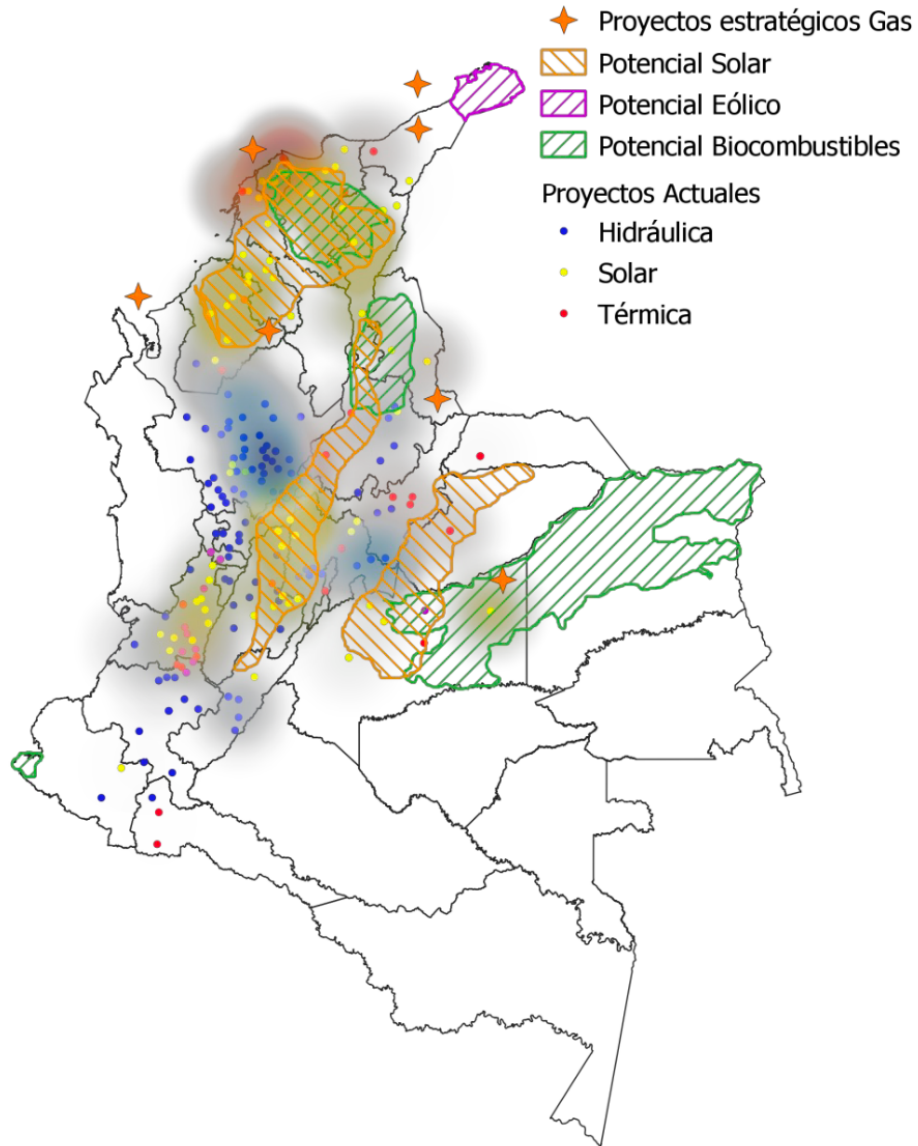 Proyectos estratégicos Gas
Potencial Solar
Potencial Eólico
Potencial Biocombustibles
Proyectos Actuales
Hidráulica
Solar
Térmica